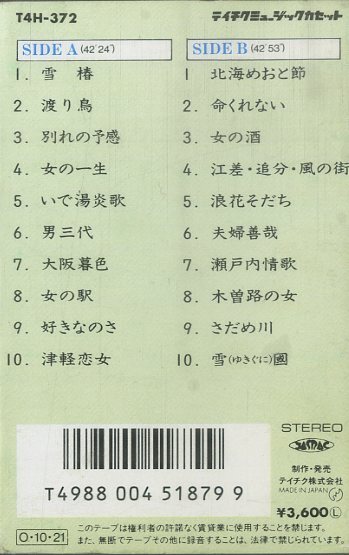 T4H-372
テイチクミュージックカセット
SIDE A (42′24″)
1. 雪椿
2. 渡り鳥
3. 別れの予感
4. 女の一生
5. いで湯炎歌
6. 男三代
7. 大阪暮色
8. 女の駅
9. 好きなのさ
10. 津軽恋女
SIDE B (42′53″)
1 北海めおと節
2. 命くれない
3. 女の酒
4. 江差・追分・風の街
5. 浪花そだち
6. 夫婦善哉
7. 瀬戸内情歌
8. 木曽路の女
9. さだめ川
10. 雪(ゆきぐに)國
STEREO
JASRAC
制作・発売
テイチク株式会社
MADE IN JAPAN
¥3,600Ⓛ
T4988 004 51879 9
O・10・21
このテープは権利者の許諾なく賃貸業に使用することを禁じます。
また、無断でテープその他に録音することは、法律で禁じられています。